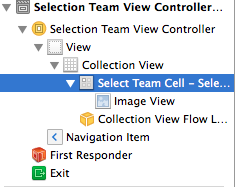 Selection Team View Controller...
Selection Team View Controller
View
Collection View
Select Team Cell – Sele...
Image View
Collection View Flow L...
Navigation Item
First Responder
Exit